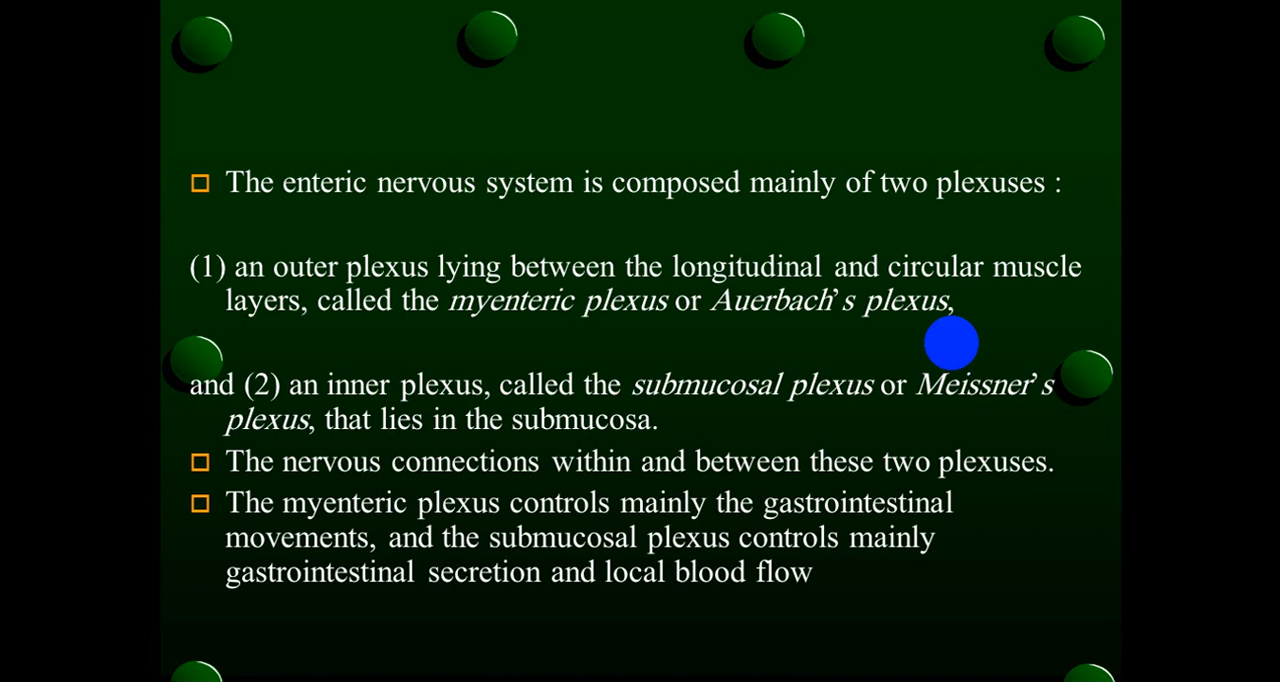 The enteric nervous system is composed mainly of two plexuses :
(1) an outer plexus lying between the longitudinal and circular muscle
layers, called the myenteric plexus or Auerbach’s plexus,
and (2) an inner plexus, called the submucosal plexus or Meissner’s
plexus, that lies in the submucosa.
The nervous connections within and between these two plexuses.
The myenteric plexus controls mainly the gastrointestinal
movements, and the submucosal plexus controls mainly
gastrointestinal secretion and local blood flow